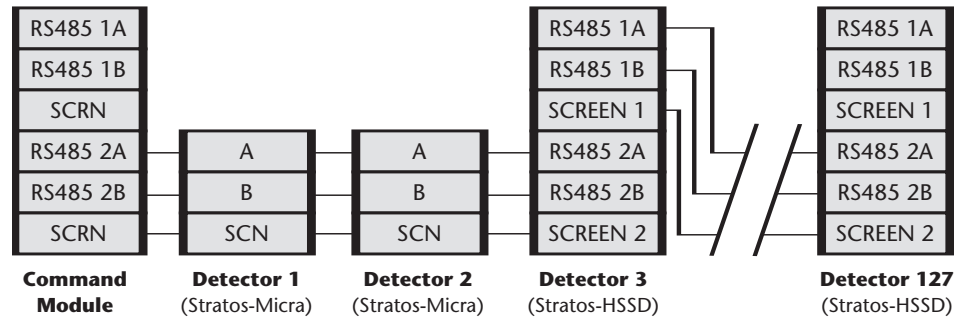 RS485 1A
RS485 1B
SCRN
RS485 2A
RS485 2B
SCRN
Command
Module
A
B
SCN
Detector 1
(Stratos-Micra)
A
B
SCN
Detector 2
(Stratos-Micra)
RS485 1A
RS485 1B
SCREEN 1
RS485 2A
RS485 2B
SCREEN 2
Detector 3
(Stratos-HSSD)
RS485 1A
RS485 1B
SCREEN 1
RS485 2A
RS485 2B
SCREEN 2
Detector 127
(Stratos-HSSD)